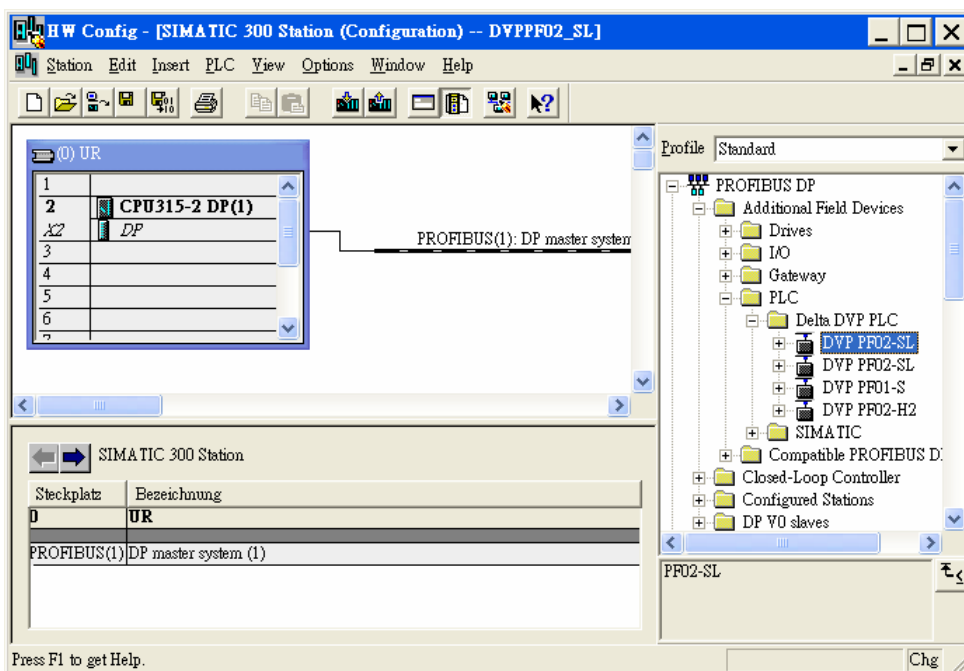 HW Config - [SIMATIC 300 Station (Configuration) -- DVPPF02_SL]
Station Edit Insert PLC View Options Window Help
(0) UR
1
2 CPU315-2 DP(1)
X2 DP
3
4
5
6
7
PROFIBUS(1): DP master system
Profile Standard
PROFIBUS DP
Additional Field Devices
Drives
I/O
Gateway
PLC
Delta DVP PLC
DVP PF02-SL
DVP PF02-SL
DVP PF01-S
DVP PF02-H2
SIMATIC
Compatible PROFIBUS D
Closed-Loop Controller
Configured Stations
DP V0 slaves
PF02-SL
SIMATIC 300 Station
Steckplatz Bezeichnung
0 UR
PROFIBUS(1) DP master system (1)
Press F1 to get Help.
Chg